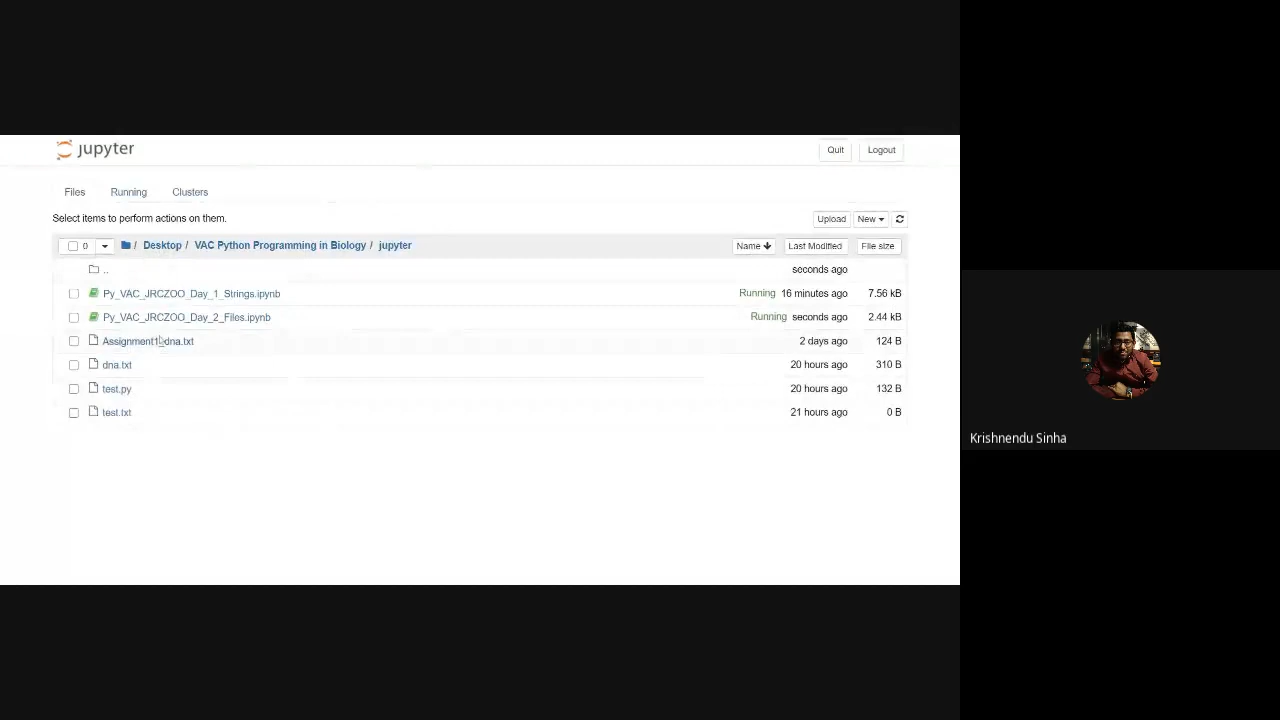 jupyter
Quit Logout
Files Running Clusters
Select items to perform actions on them.
Upload New
0 / Desktop / VAC Python Programming in Biology / jupyter Name Last Modified File size
.. seconds ago
Py_VAC_JRCZOO_Day_1_Strings.ipynb Running 16 minutes ago 7.56 kB
Py_VAC_JRCZOO_Day_2_Files.ipynb Running seconds ago 2.44 kB
Assignment1_dna.txt 2 days ago 124 B
dna.txt 20 hours ago 310 B
test.py 20 hours ago 132 B
test.txt 21 hours ago 0 B
Krishnendu Sinha